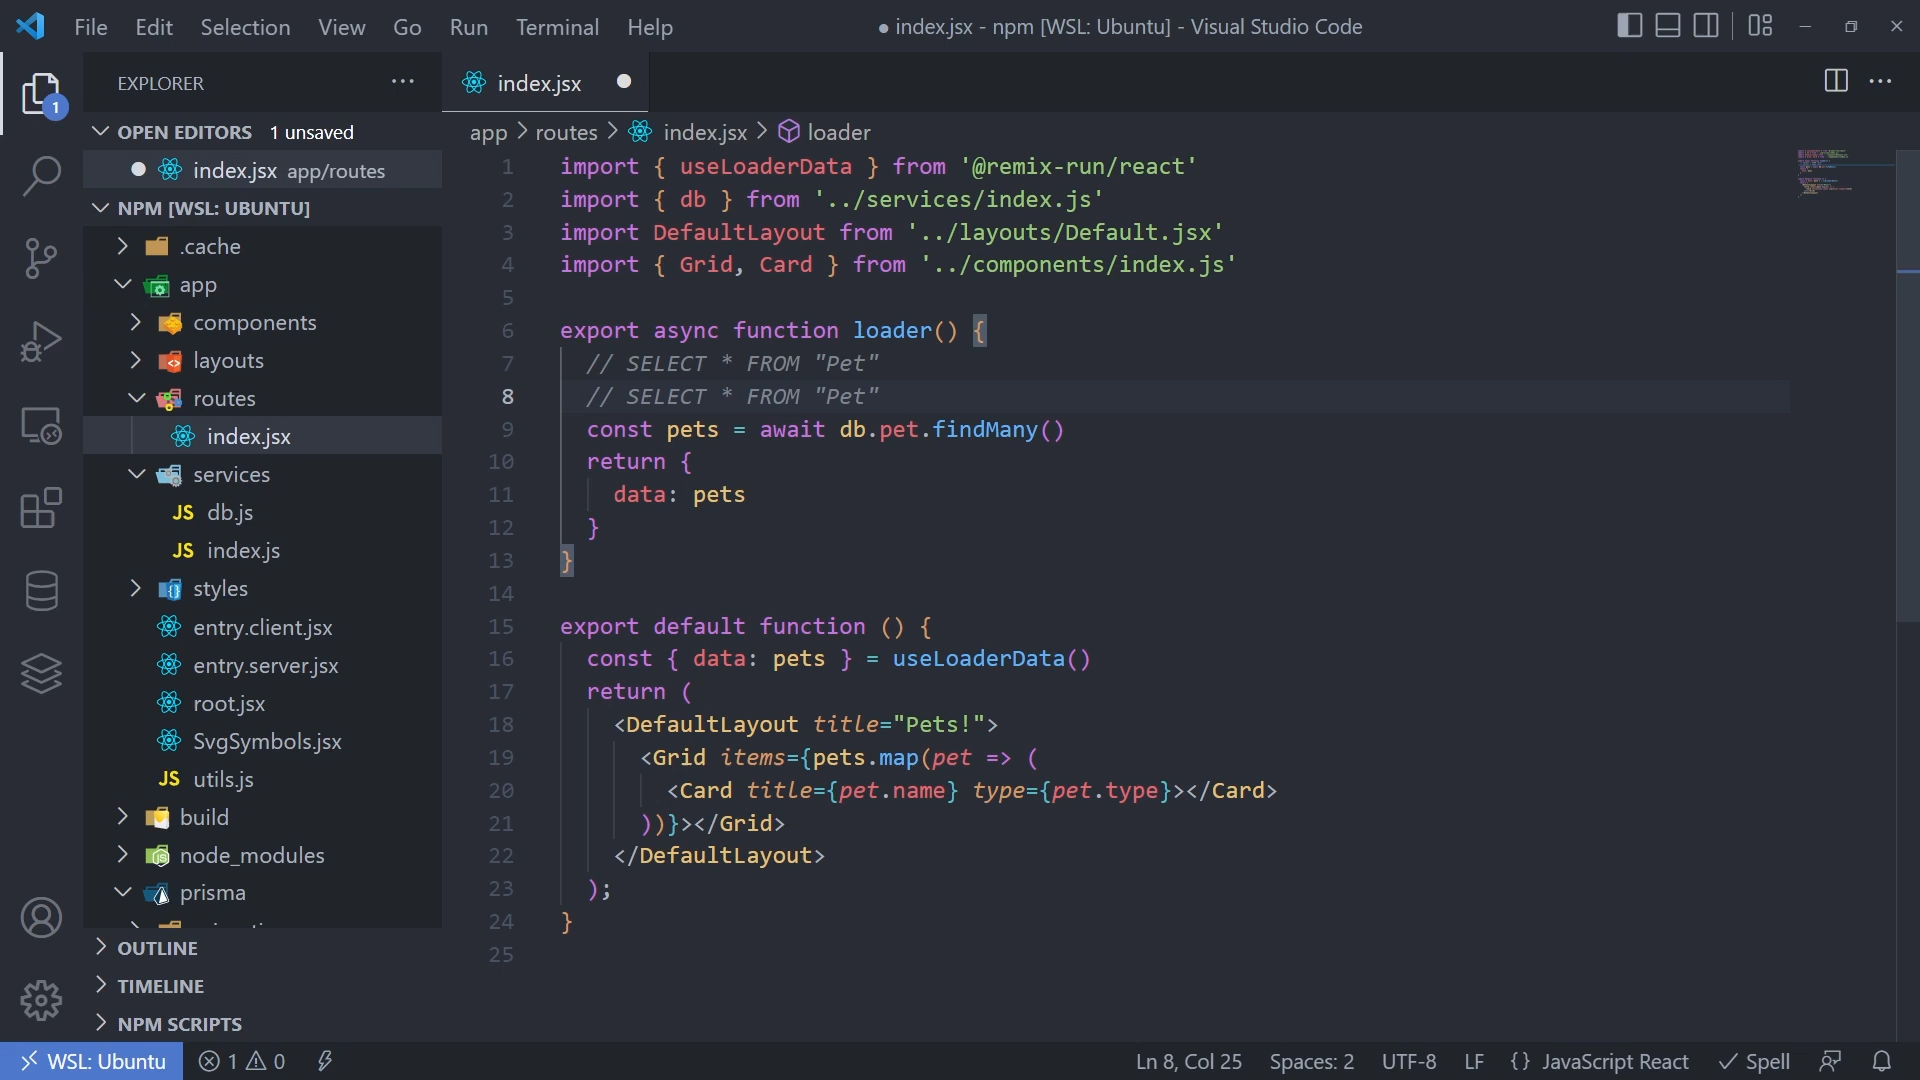 File Edit Selection View Go Run Terminal Help
● index.jsx - npm [WSL: Ubuntu] - Visual Studio Code
EXPLORER
1
OPEN EDITORS 1 unsaved
index.jsx app/routes
NPM [WSL: UBUNTU]
.cache
app
components
layouts
routes
index.jsx
services
JS db.js
JS index.js
styles
entry.client.jsx
entry.server.jsx
root.jsx
SvgSymbols.jsx
JS utils.js
build
node_modules
prisma
OUTLINE
TIMELINE
NPM SCRIPTS
index.jsx
app > routes > index.jsx > loader
1 import { useLoaderData } from '@remix-run/react'
2 import { db } from '../services/index.js'
3 import DefaultLayout from '../layouts/Default.jsx'
4 import { Grid, Card } from '../components/index.js'
5
6 export async function loader() {
7 // SELECT * FROM "Pet"
8 // SELECT * FROM "Pet"
9 const pets = await db.pet.findMany()
10 return {
11 data: pets
12 }
13 }
14
15 export default function () {
16 const { data: pets } = useLoaderData()
17 return (
18 <DefaultLayout title="Pets!">
19 <Grid items={pets.map(pet => (
20 <Card title={pet.name} type={pet.type}></Card>
21 ))}></Grid>
22 </DefaultLayout>
23 );
24 }
25
WSL: Ubuntu 1 0
Ln 8, Col 25 Spaces: 2 UTF-8 LF {} JavaScript React Spell